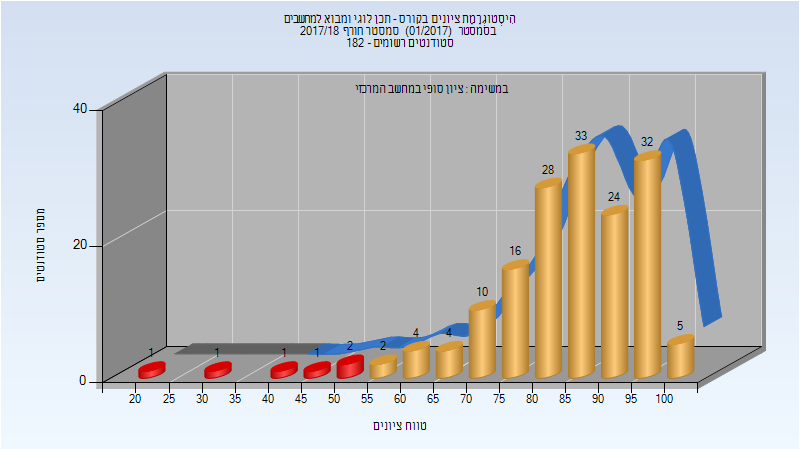 היסטוגרמת ציונים בקורס - תכן לוגי ומבוא למחשבים
בסמסטר (01/2017) סמסטר חורף 2017/18
סטודנטים רשומים - 182
במשימה : ציון סופי במחשב המרכזי
מספר סטודנטים
40
20
0
1 1 1 1 2 2 4 4 10 16 28 33 24 32 5
20 25 30 35 40 45 50 55 60 65 70 75 80 85 90 95 100
טווח ציונים